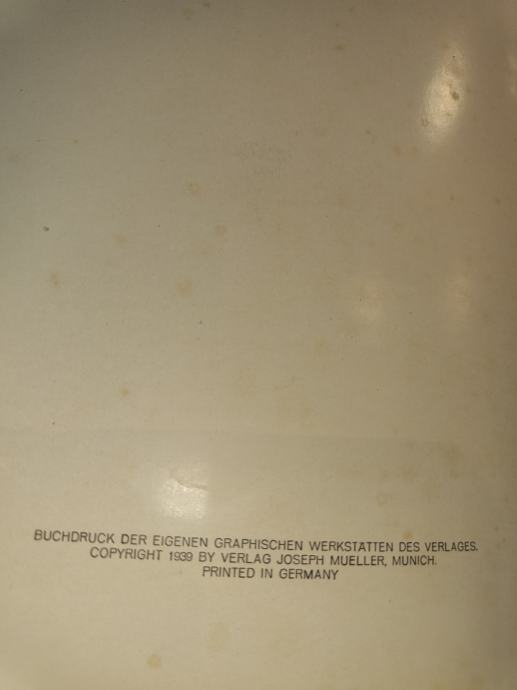 BUCHDRUCK DER EIGENEN GRAPHISCHEN WERKSTATTEN DES VERLAGES.
COPYRIGHT 1939 BY VERLAG JOSEPH MUELLER, MUNICH.
PRINTED IN GERMANY